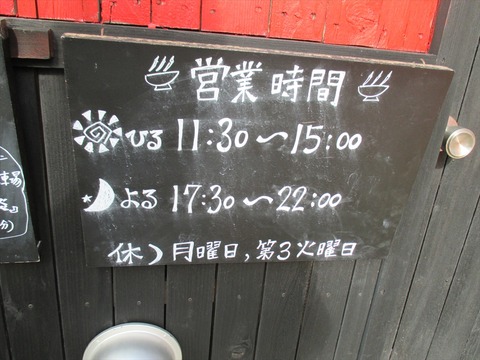 営業時間
ひる 11:30〜15:00
よる 17:30〜22:00
休) 月曜日, 第3火曜日